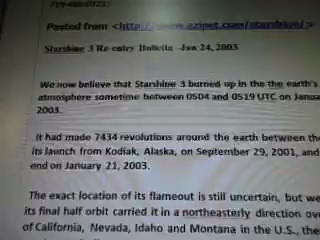 Pasted from <http://www.azinet.com/starshine/>
Starshine 3 Re-entry Bulletin -Jan 24, 2003
We now believe that Starshine 3 burned up in the the earth's
atmosphere sometime between 0504 and 0519 UTC on
2003.
It had made 7434 revolutions around the earth between
its launch from Kodiak, Alaska, on September 29, 2001, and
end on January 21, 2003.
The exact location of its flameout is still uncertain, but we
its final half orbit carried it in a northeasterly direction
of California, Nevada, Idaho and Montana in the U.S.,